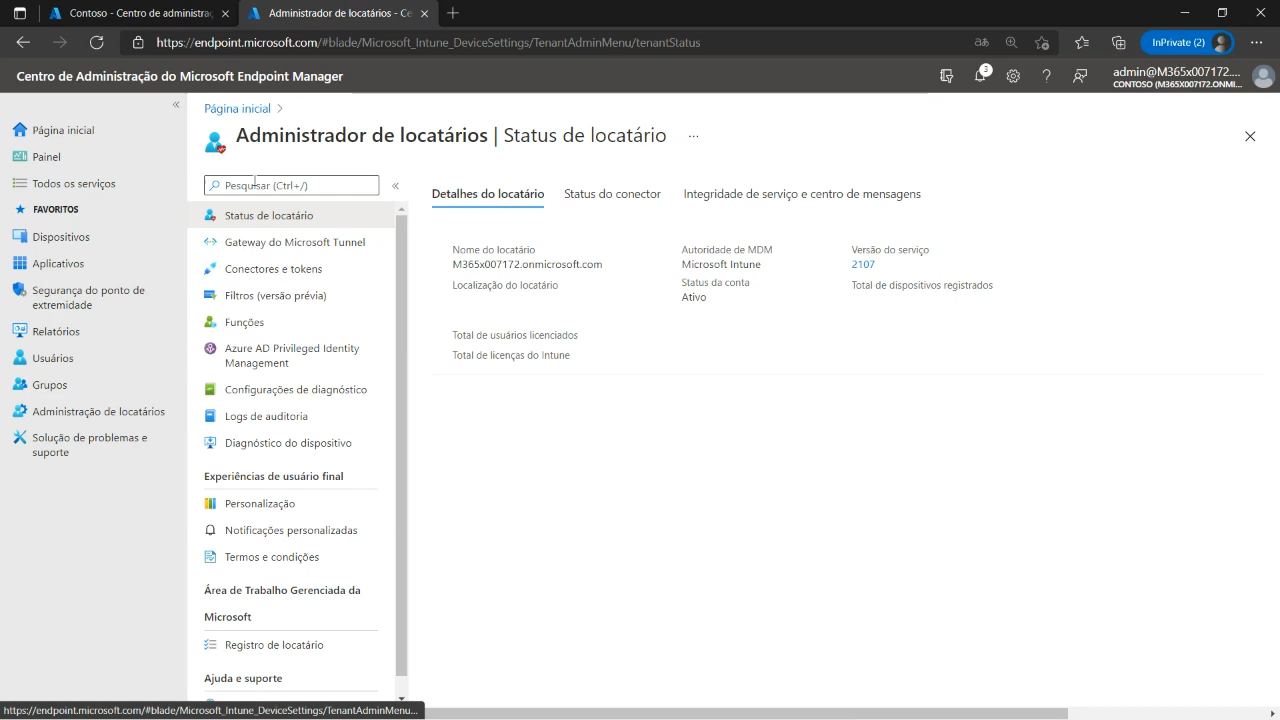 Contoso - Centro de administraç
Administrador de locatários - Ce
https://endpoint.microsoft.com/#blade/Microsoft_Intune_DeviceSettings/TenantAdminMenu/tenantStatus
InPrivate (2)
Centro de Administração do Microsoft Endpoint Manager
3
admin@M365x007172....
CONTOSO (M365X007172.ONMI...
Página inicial
Painel
Todos os serviços
FAVORITOS
Dispositivos
Aplicativos
Segurança do ponto de
extremidade
Relatórios
Usuários
Grupos
Administração de locatários
Solução de problemas e
suporte
Página inicial >
Administrador de locatários | Status de locatário
Pesquisar (Ctrl+/)
Status de locatário
Gateway do Microsoft Tunnel
Conectores e tokens
Filtros (versão prévia)
Funções
Azure AD Privileged Identity
Management
Configurações de diagnóstico
Logs de auditoria
Diagnóstico do dispositivo
Experiências de usuário final
Personalização
Notificações personalizadas
Termos e condições
Área de Trabalho Gerenciada da
Microsoft
Registro de locatário
Ajuda e suporte
Detalhes do locatário
Status do conector
Integridade de serviço e centro de mensagens
Nome do locatário
M365x007172.onmicrosoft.com
Localização do locatário
Autoridade de MDM
Microsoft Intune
Status da conta
Ativo
Versão do serviço
2107
Total de dispositivos registrados
Total de usuários licenciados
Total de licenças do Intune
https://endpoint.microsoft.com/#blade/Microsoft_Intune_DeviceSettings/TenantAdminMenu...